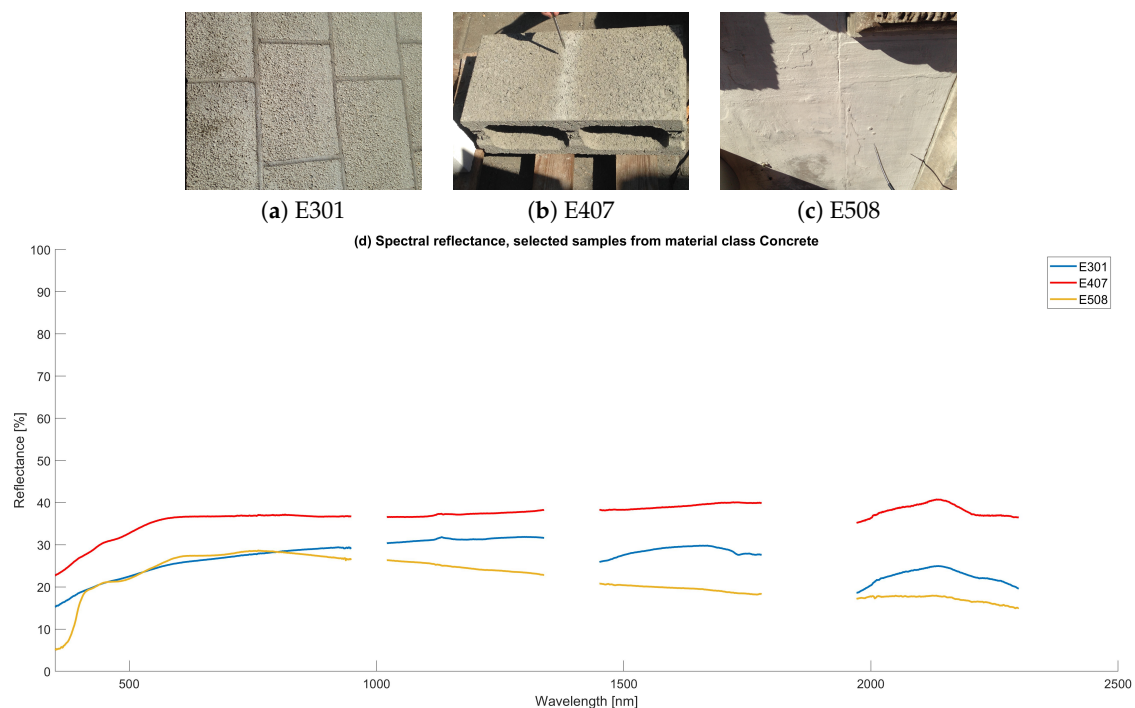 (a) E301
(b) E407
(c) E508
(d) Spectral reflectance, selected samples from material class Concrete
E301
E407
E508
Reflectance [%]
100
90
80
70
60
50
40
30
20
10
0
500
1000
1500
2000
2500
Wavelength [nm]